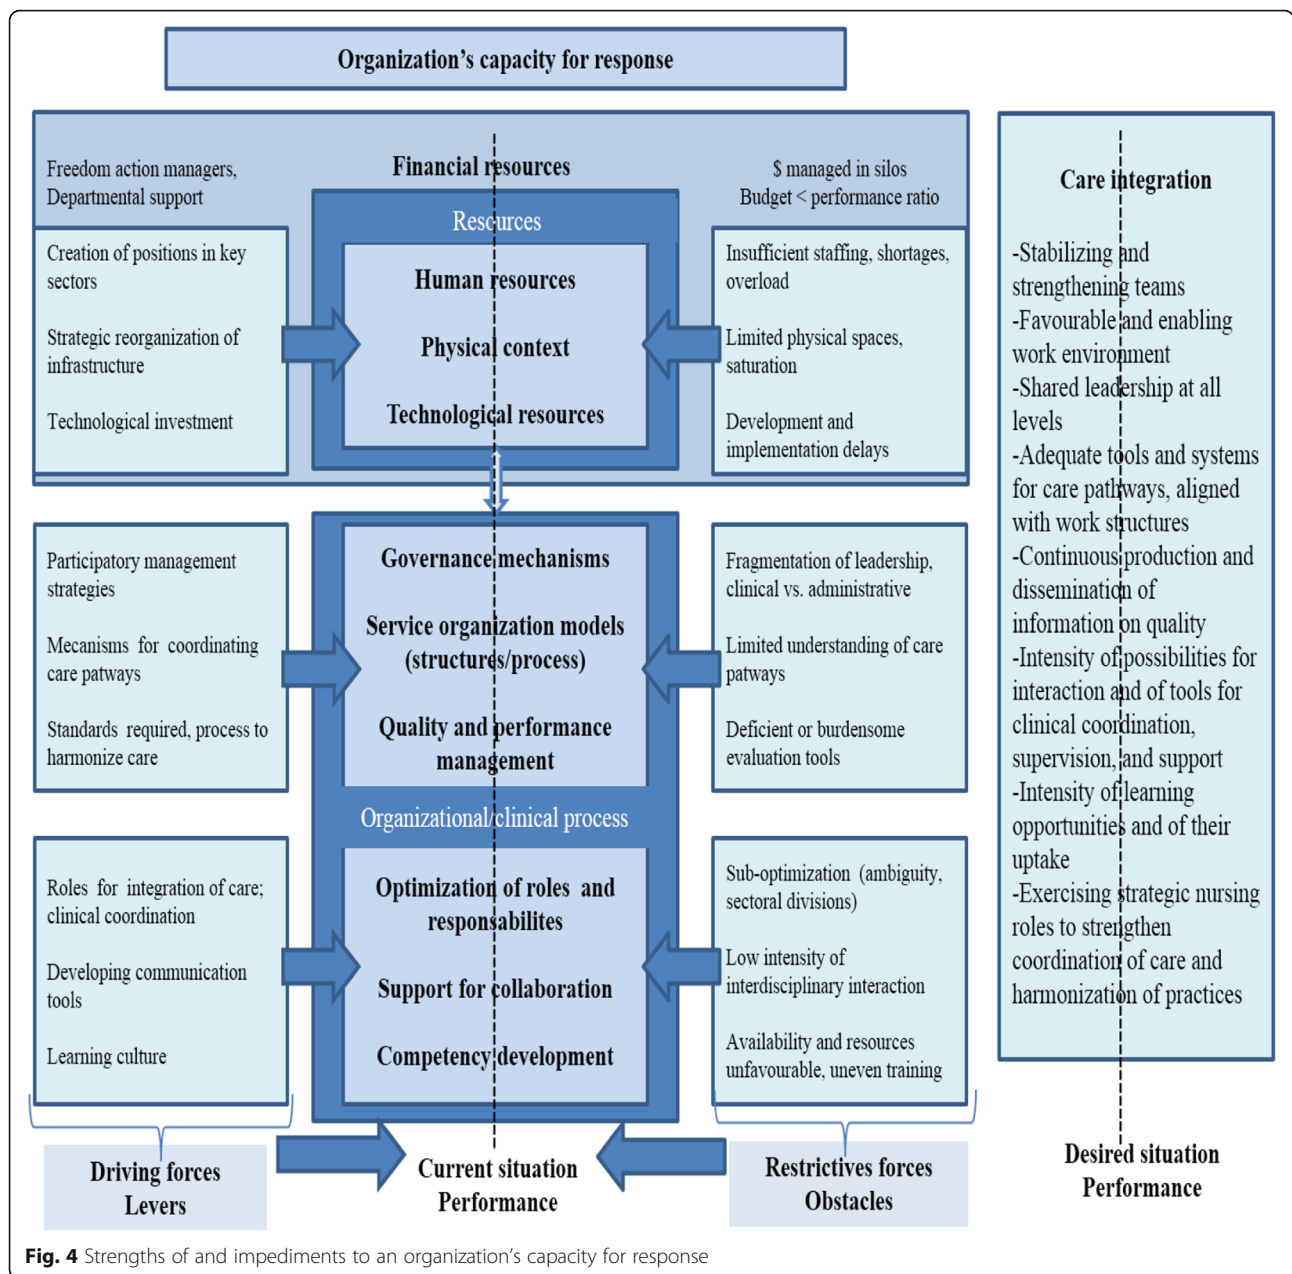 Organization's capacity for response
Freedom action managers,
Departmental support
Financial resources
$ managed in silos
Budget < performance ratio
Resources
Creation of positions in key
sectors
Strategic reorganization of
infrastructure
Technological investment
Human resources
Physical context
Technological resources
Insufficient staffing, shortages,
overload
Limited physical spaces,
saturation
Development and
implementation delays
Participatory management
strategies
Mecanisms for coordinating
care patways
Standards required, process to
harmonize care
Governance mechanisms
Service organization models
(structures/process)
Quality and performance
management
Fragmentation of leadership,
clinical vs. administrative
Limited understanding of care
patways
Deficient or burdensome
evaluation tools
Organizational/clinical process
Roles for integration of care;
clinical coordination
Developing communication
tools
Learning culture
Optimization of roles and
responsabilites
Support for collaboration
Competency development
Sub-optimization (ambiguity,
sectoral divisions)
Low intensity of
interdisciplinary interaction
Availability and resources
unfavourable, uneven training
Driving forces
Levers
Current situation
Performance
Restrictives forces
Obstacles
Care integration
-Stabilizing and
strengthening teams
-Favourable and enabling
work environment
-Shared leadership at all
levels
-Adequate tools and systems
for care pathways, aligned
with work structures
-Continuous production and
dissemination of
information on quality
-Intensity of possibilities for
interaction and of tools for
clinical coordination,
supervision, and support
-Intensity of learning
opportunities and of their
uptake
-Exercising strategic nursing
roles to strengthen
coordination of care and
harmonization of practices
Desired situation
Performance
Fig. 4 Strengths of and impediments to an organization's capacity for response